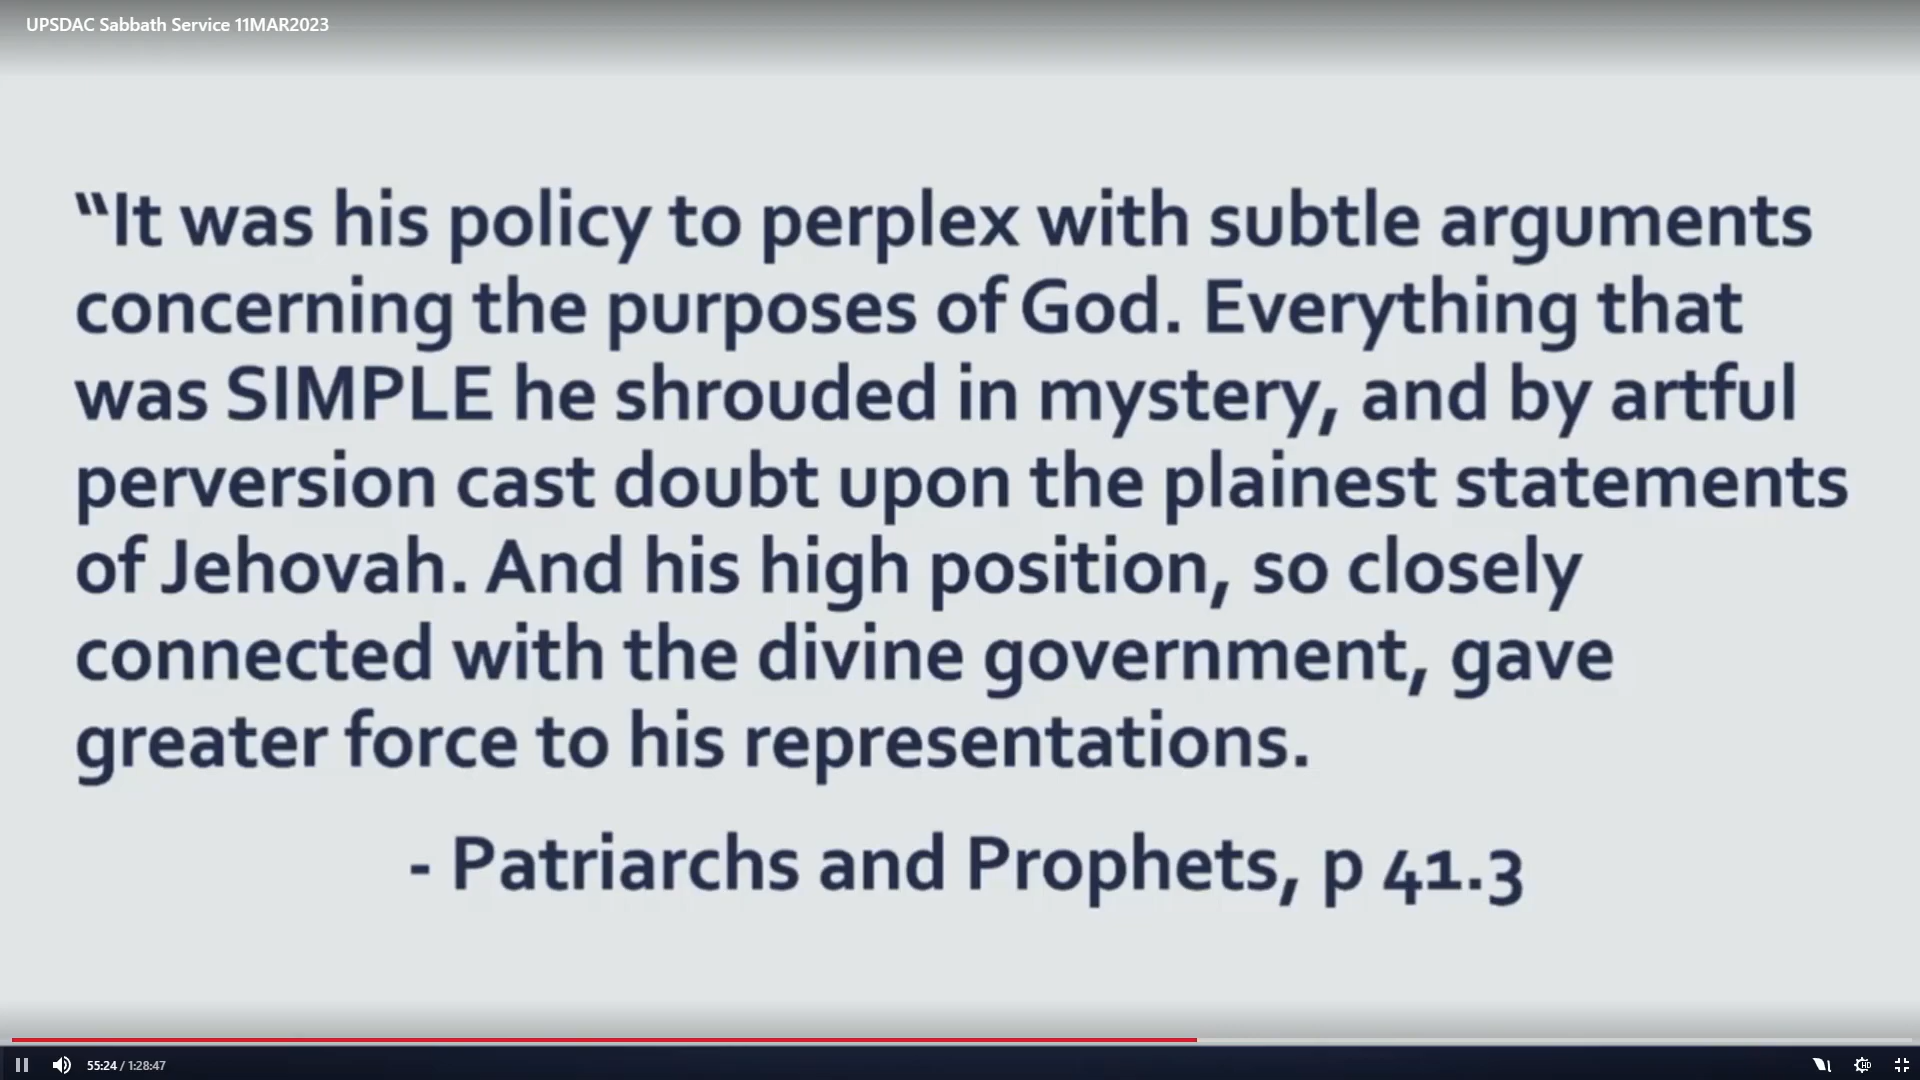 UPSDAC Sabbath Service 11MAR2023
“It was his policy to perplex with subtle arguments
concerning the purposes of God. Everything that
was SIMPLE he shrouded in mystery, and by artful
perversion cast doubt upon the plainest statements
of Jehovah. And his high position, so closely
connected with the divine government, gave
greater force to his representations.
- Patriarchs and Prophets, p 41.3
55:24 / 1:28:47
HD